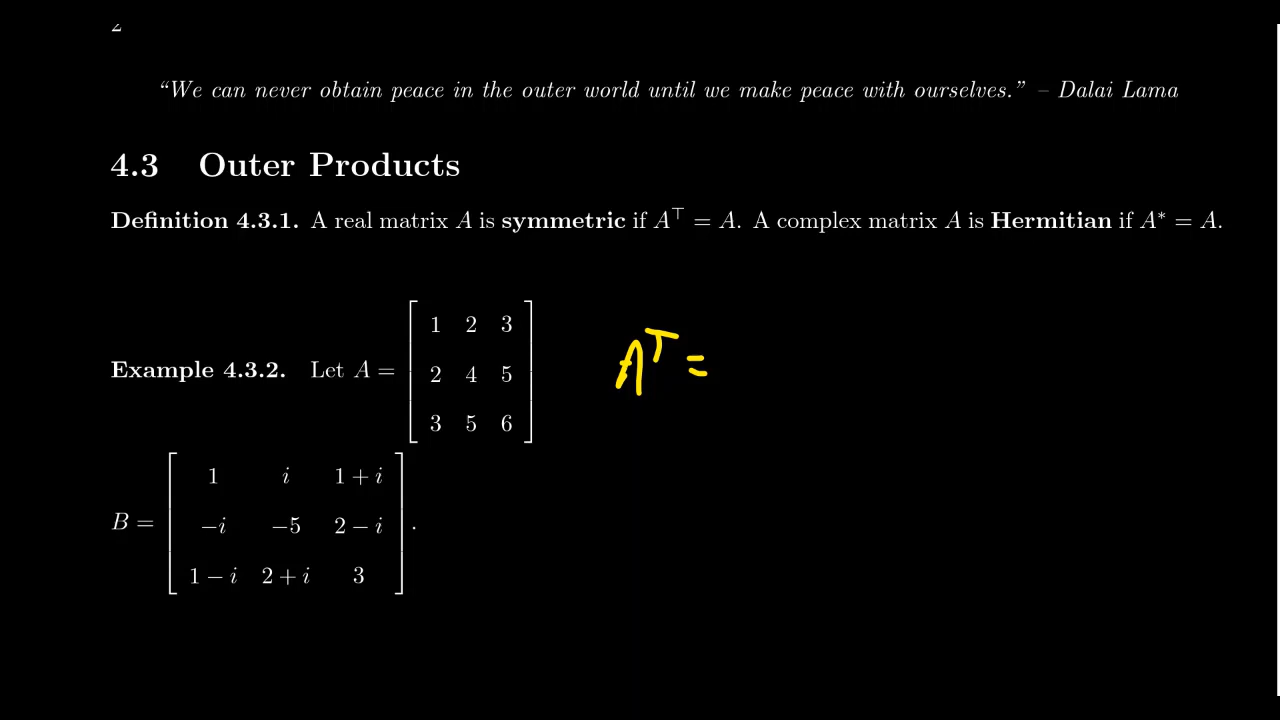 2
“We can never obtain peace in the outer world until we make peace with ourselves.” – Dalai Lama
4.3 Outer Products
Definition 4.3.1. A real matrix A is symmetric if A⊤ = A. A complex matrix A is Hermitian if A* = A.
1 2 3
Example 4.3.2. Let A = 2 4 5
3 5 6
Aᵀ =
1 i 1 + i
B = −i −5 2 − i .
1 − i 2 + i 3